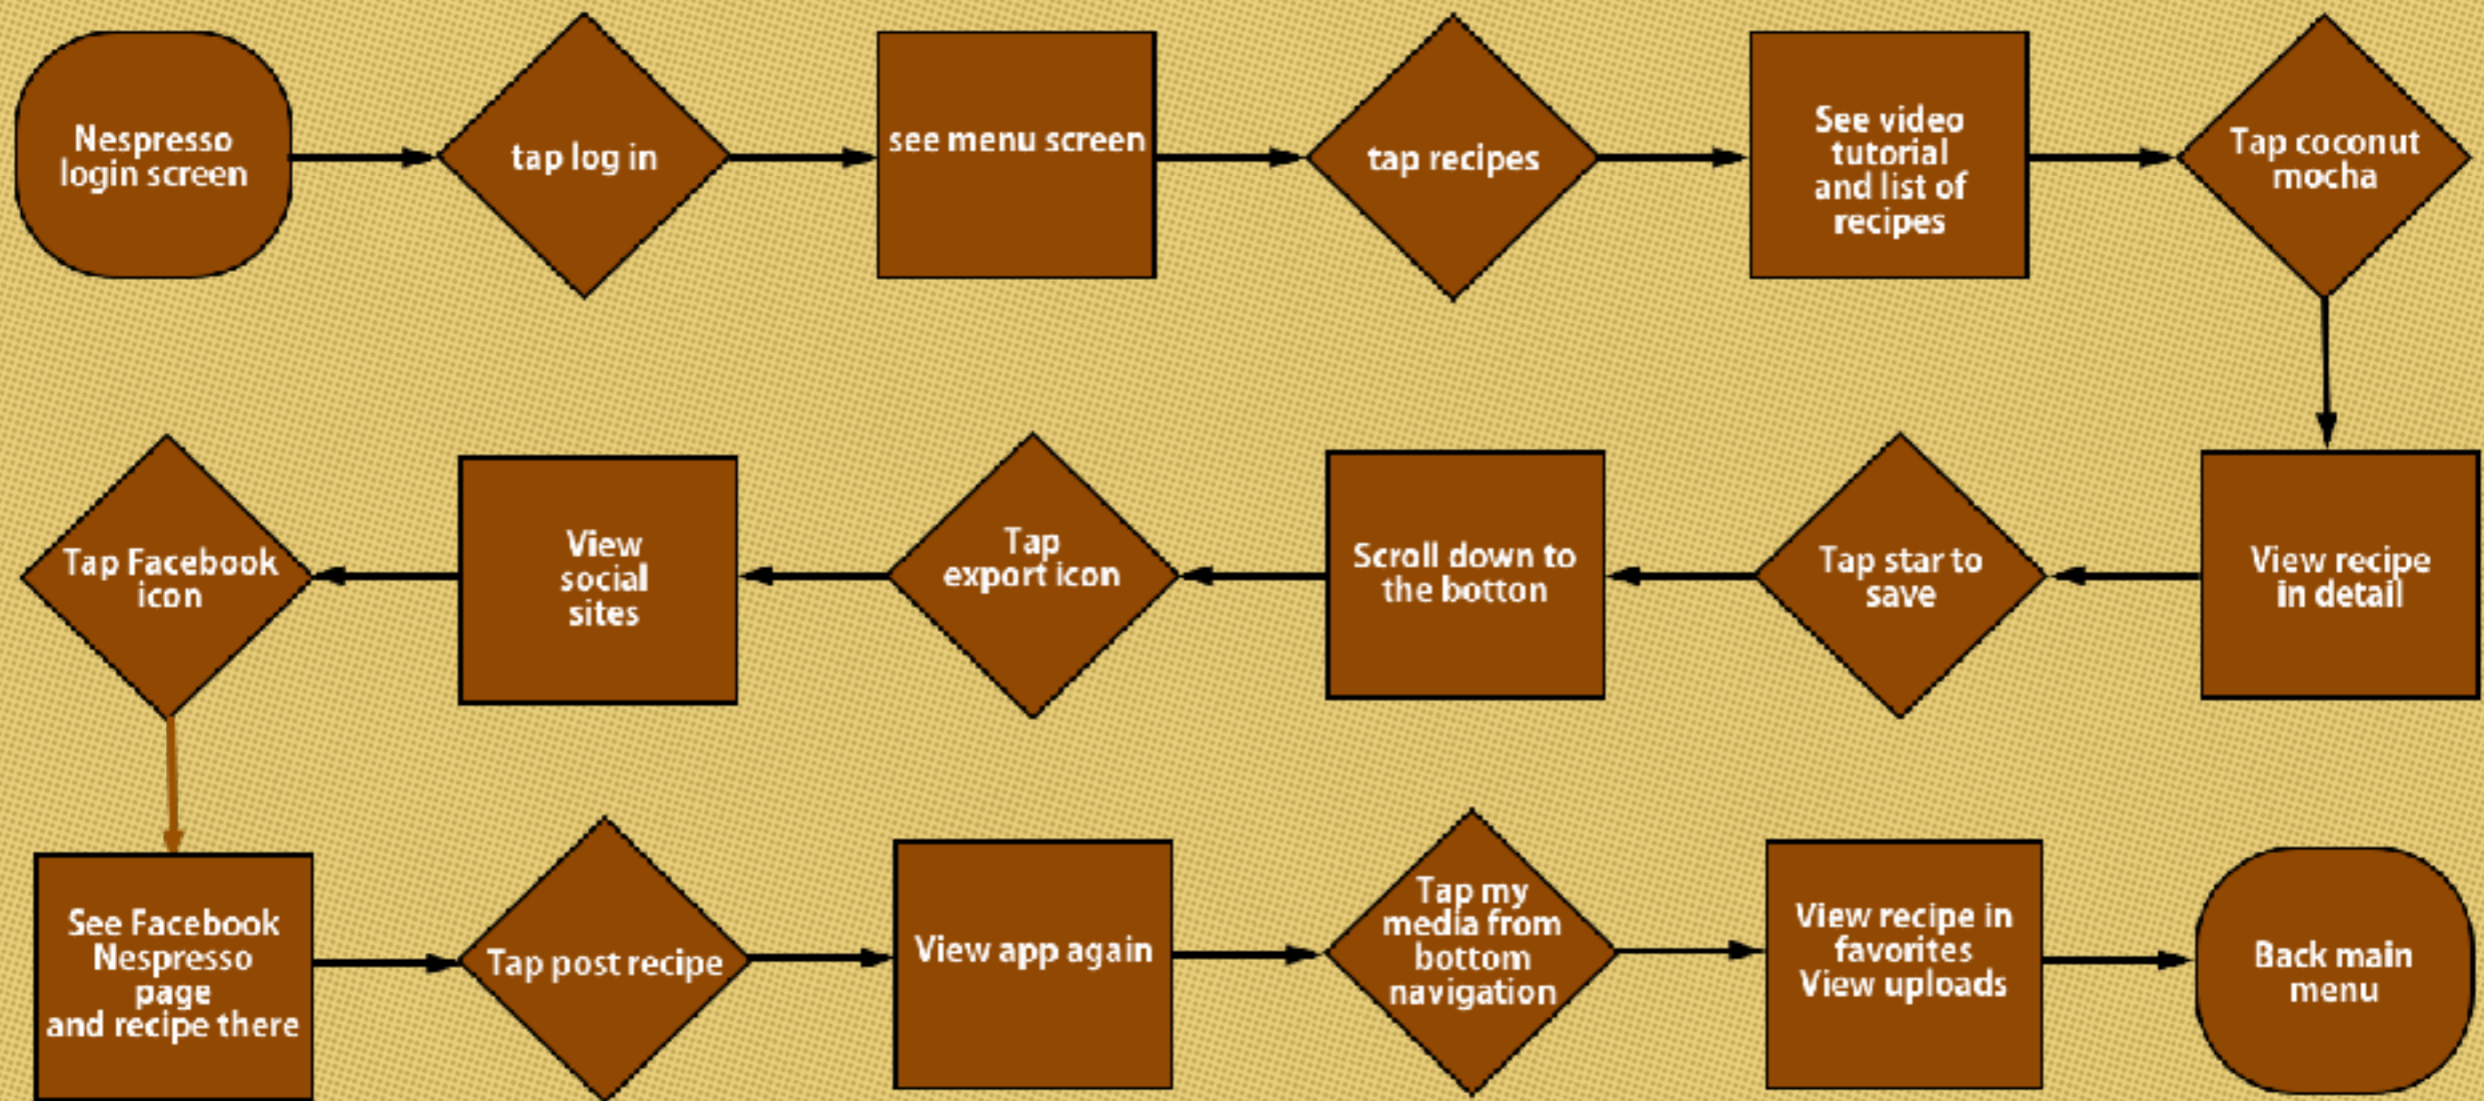 Nespresso
login screen
tap log in
see menu screen
tap recipes
See video
tutorial
and list of
recipes
Tap coconut
mocha
Tap Facebook
icon
View
social
sites
Tap
export icon
Scroll down to
the botton
Tap star to
save
View recipe
in detail
See Facebook
Nespresso
page
and recipe there
Tap post recipe
View app again
Tap my
media from
bottom
navigation
View recipe in
favorites
View uploads
Back main
menu